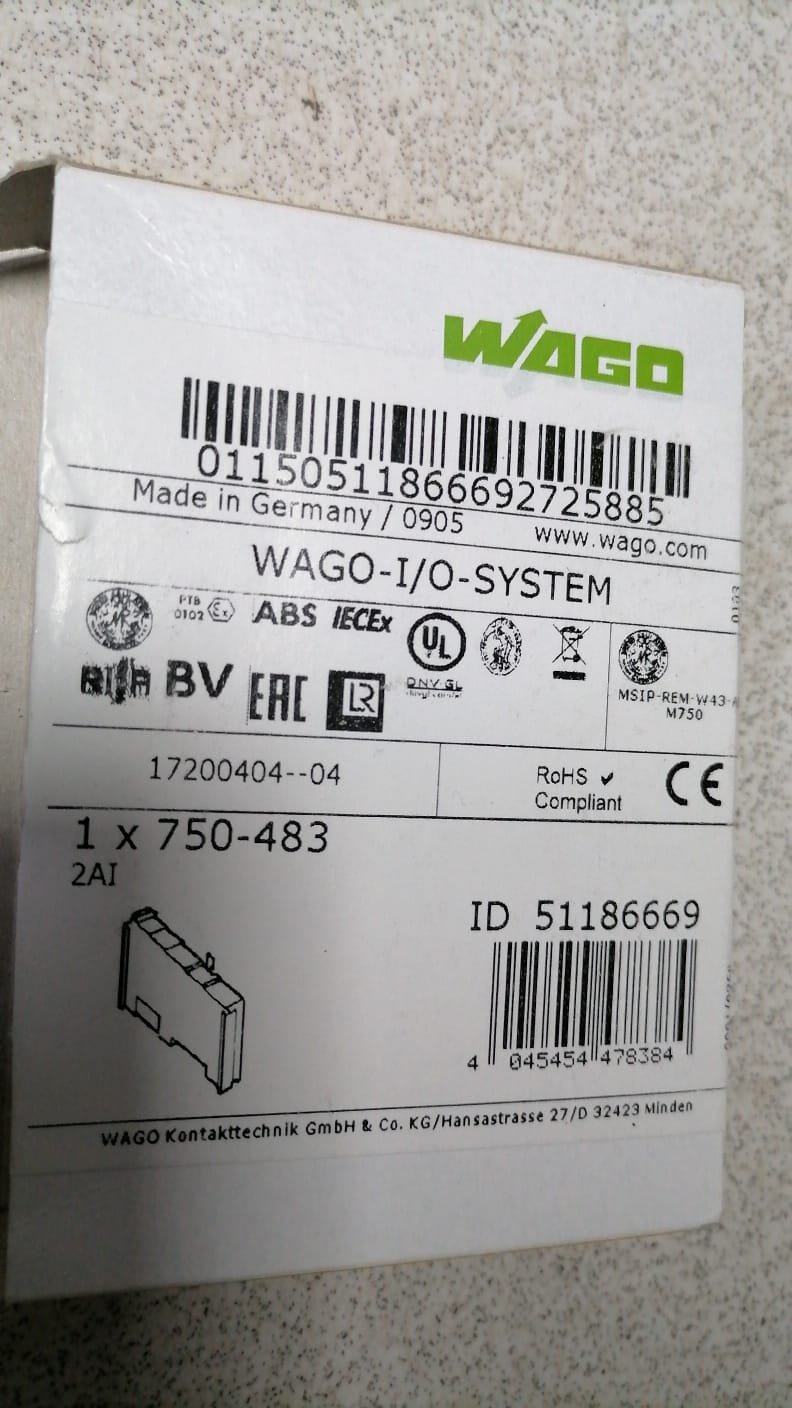 WAGO
01150511866692725885
Made in Germany / 0905
www.wago.com
WAGO-I/O-SYSTEM
PTB
0102 Ex
ABS
IECEx
UL
BV
EAC
LR
DNV·GL
MSIP-REM-W43-
M750
17200404--04
RoHS ✔
Compliant
CE
1 x 750-483
2AI
ID 51186669
4 045454 478384
WAGO Kontakttechnik GmbH & Co. KG/Hansastrasse 27/D 32423 Minden